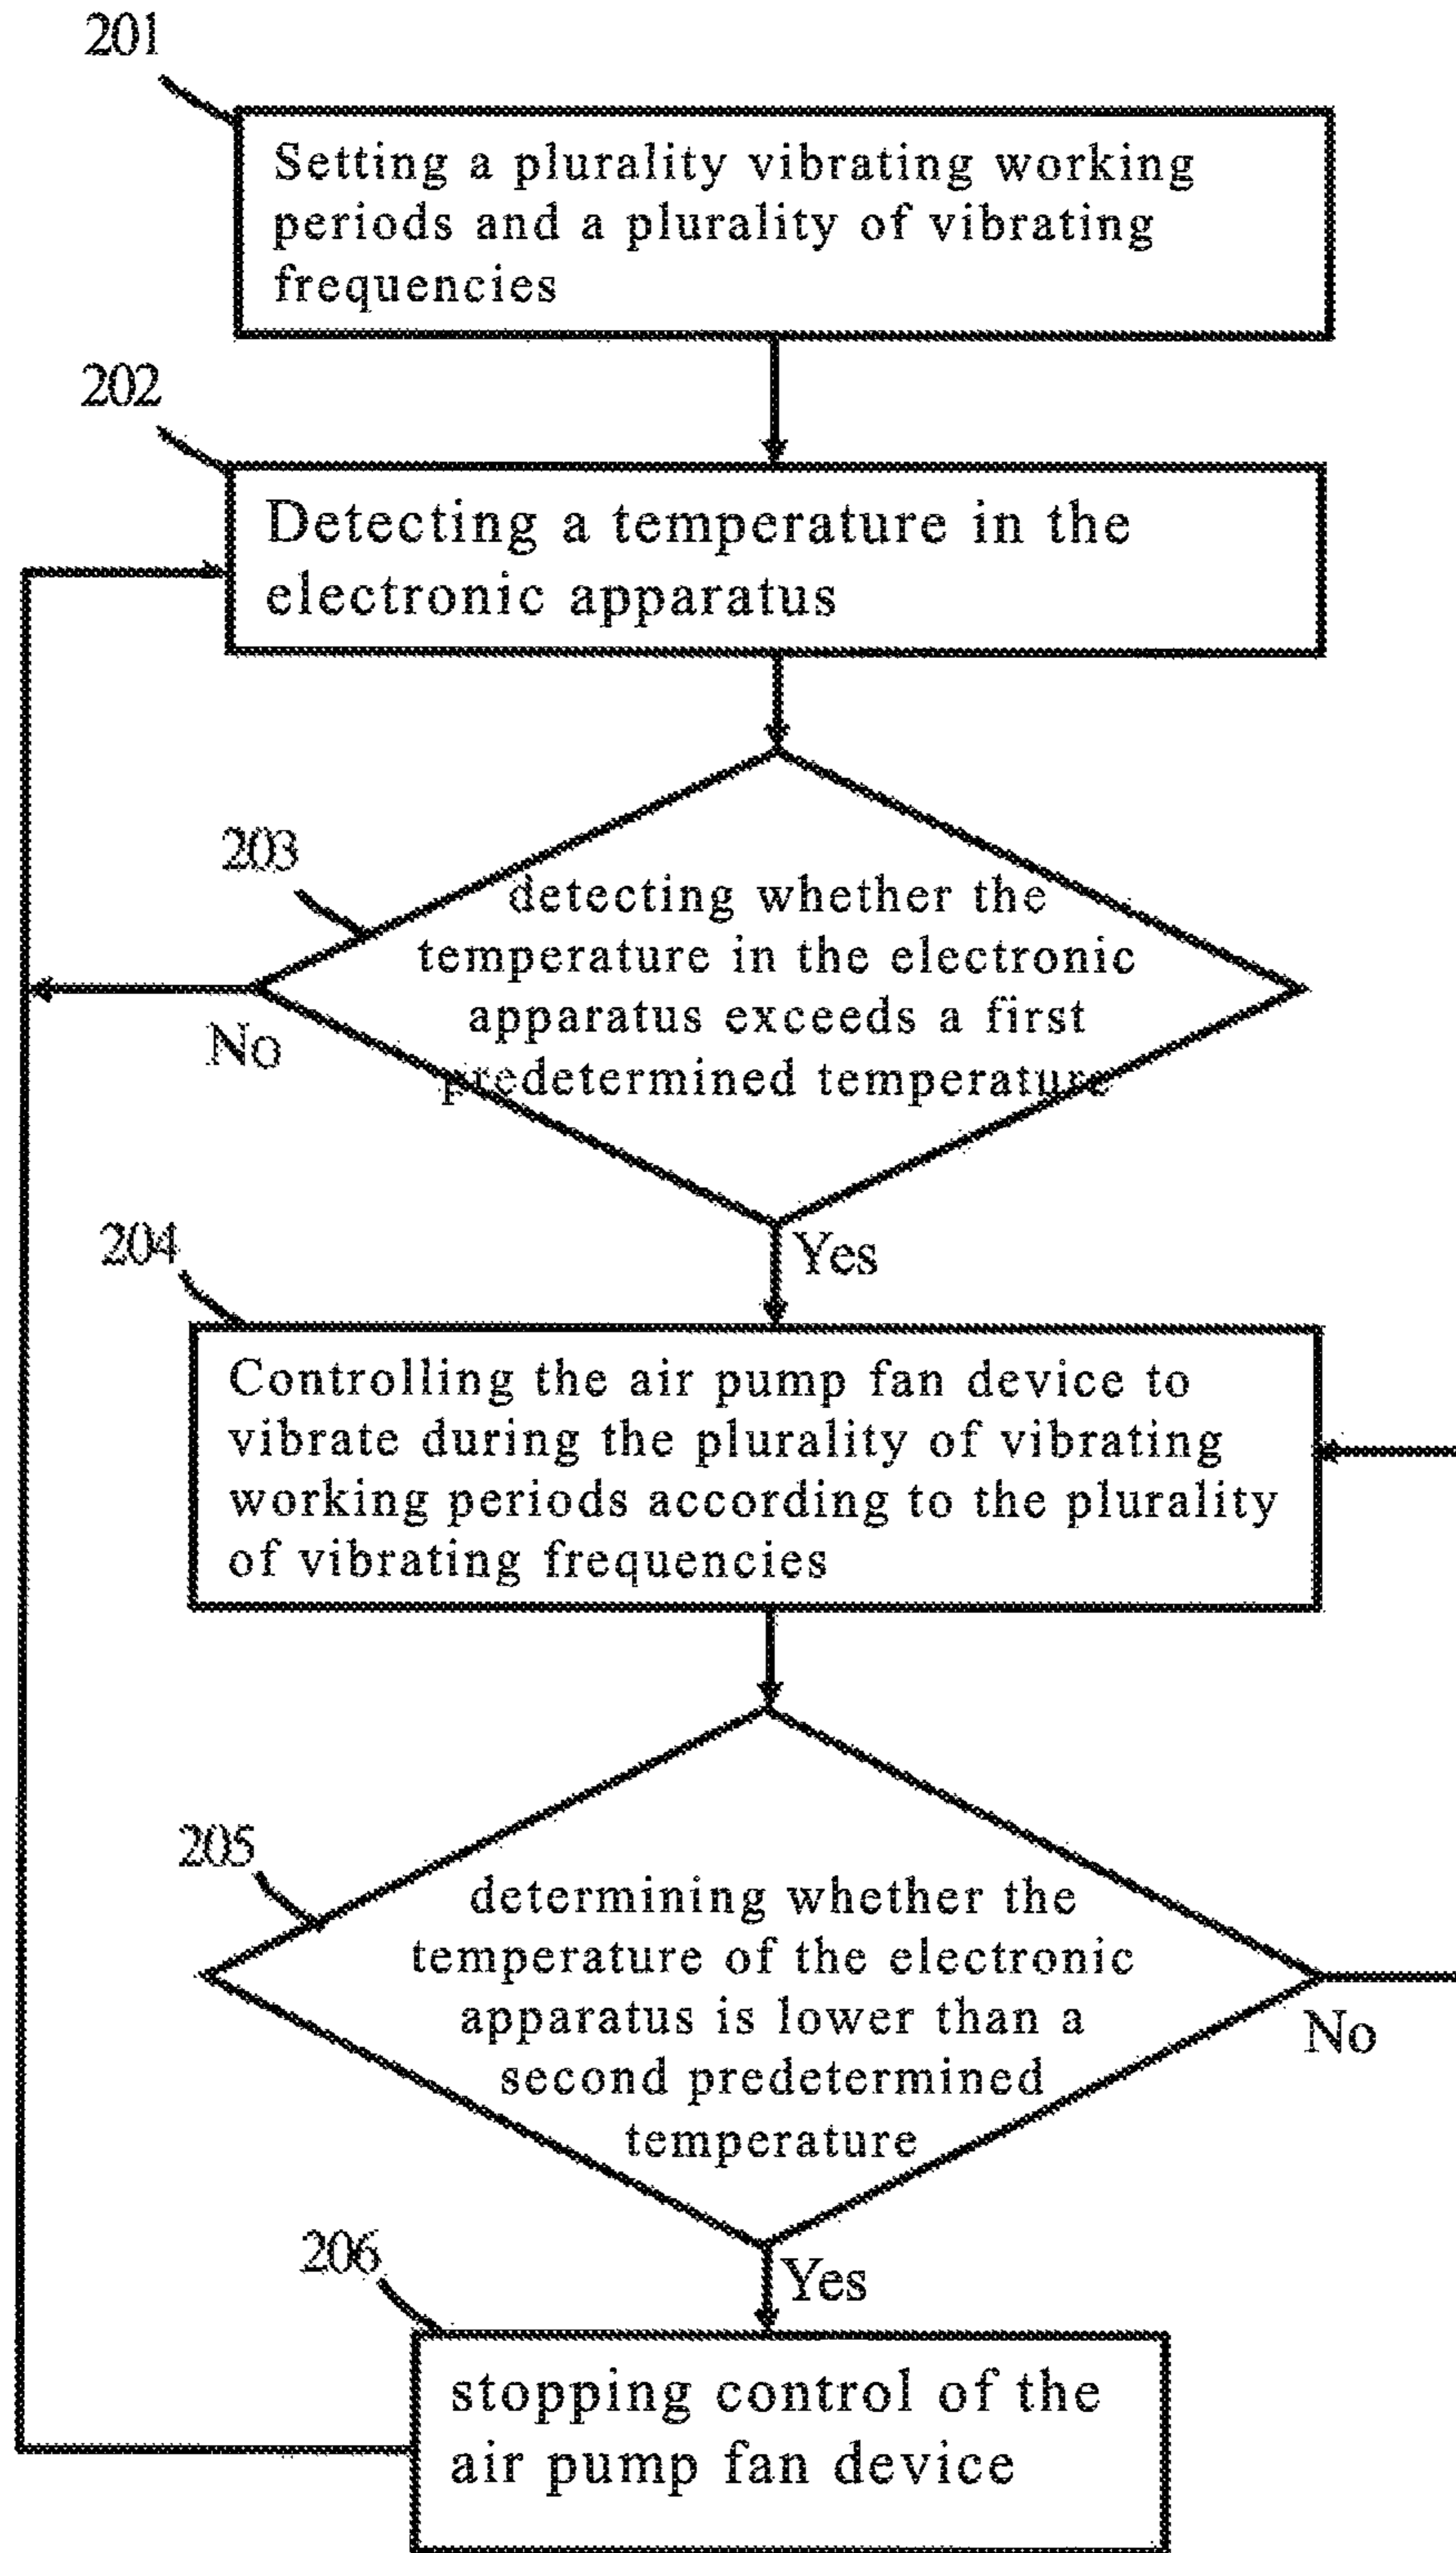 201
Setting a plurality vibrating working
periods and a plurality of vibrating
frequencies
202
Detecting a temperature in the
electronic apparatus
203
detecting whether the
temperature in the electronic
apparatus exceeds a first
predetermined temperature
No
Yes
204
Controlling the air pump fan device to
vibrate during the plurality of vibrating
working periods according to the plurality
of vibrating frequencies
205
determining whether the
temperature of the electronic
apparatus is lower than a
second predetermined
temperature
No
Yes
206
stopping control of the
air pump fan device